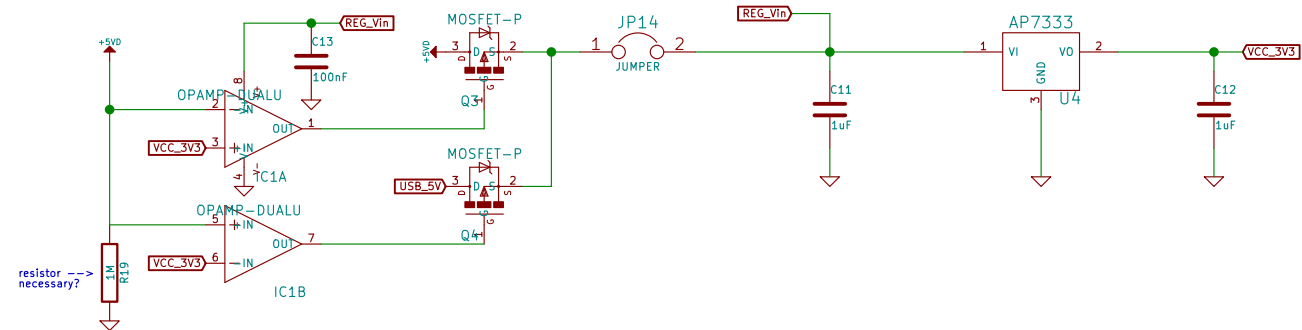 REG_Vin
MOSFET-P
JP14
REG_Vin
AP7333
+5VD
C13
100nF
+5VD
3
D
S
2
D
S
G
G
1
Q3
1
2
JUMPER
1
VI
VO
2
GND
3
U4
VCC_3V3
C11
1uF
C12
1uF
OPAMP-DUALU
8
V+
V+
2
-IN
OUT
1
VCC_3V3
3
+IN
4
V-
V-
IC1A
MOSFET-P
USB_5V
3
D
S
2
D
S
G
G
1
Q4
OPAMP-DUALU
5
+IN
OUT
7
VCC_3V3
6
-IN
IC1B
resistor -->
necessary?
1M
R19